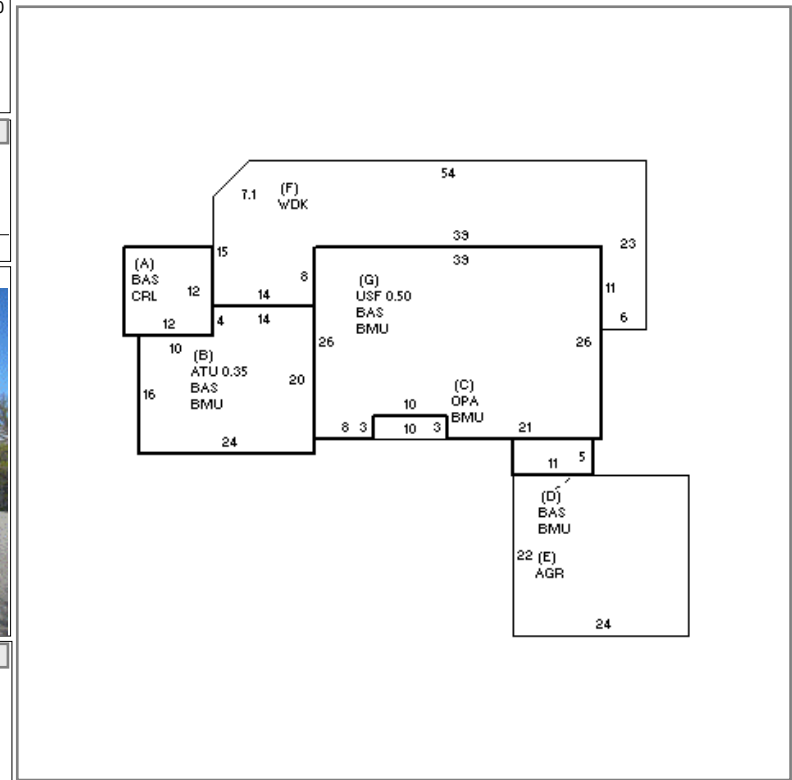 54
7.1
(F)
WDK
39
23
15
39
(A)
BAS
CRL
12
12
8
14
(G)
USF 0.50
BAS
BMU
11
6
4
14
10
16
(B)
ATU 0.35
BAS
BMU
20
24
26
26
(C)
OPA
BMU
10
8 3
10
3
21
11
5
(D)
BAS
BMU
22
(E)
AGR
24